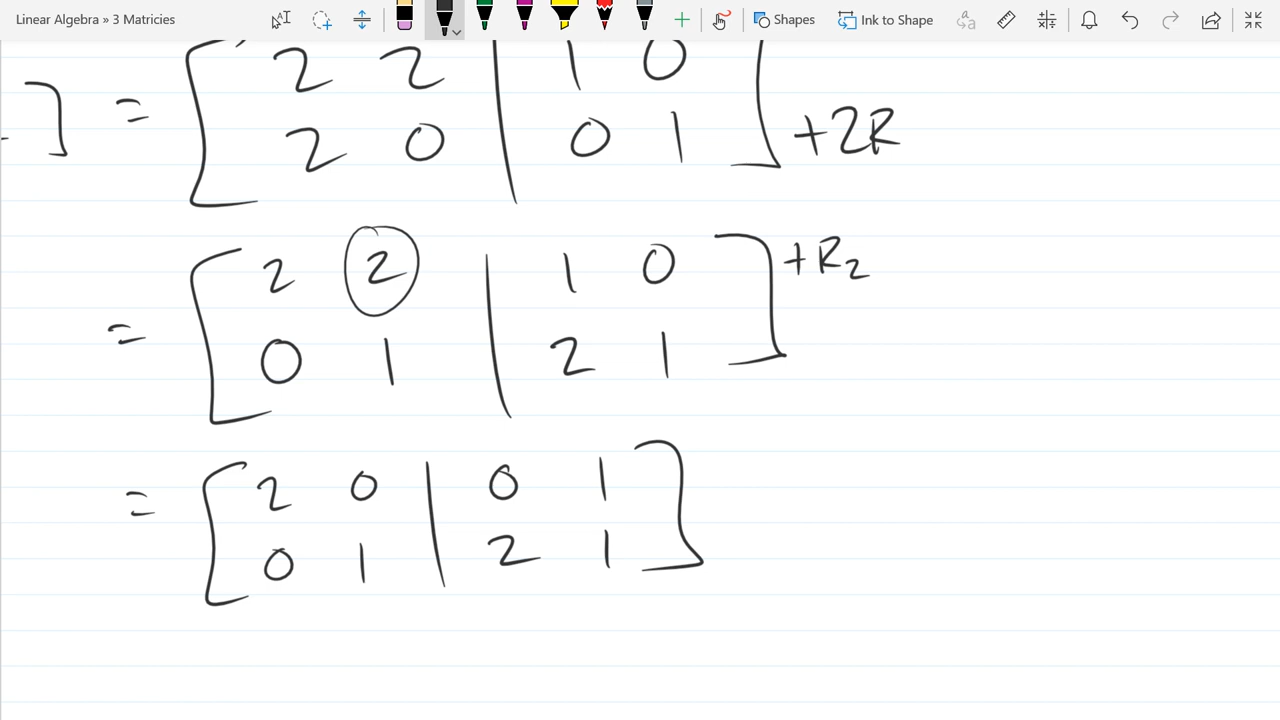 Linear Algebra » 3 Matricies
Shapes
Ink to Shape
2 2 | 1 0
] = [ 2 0 | 0 1 ] +2R
[ 2 2 | 1 0 ] +R₂
= [ 0 1 | 2 1 ]
= [ 2 0 | 0 1 ]
[ 0 1 | 2 1 ]